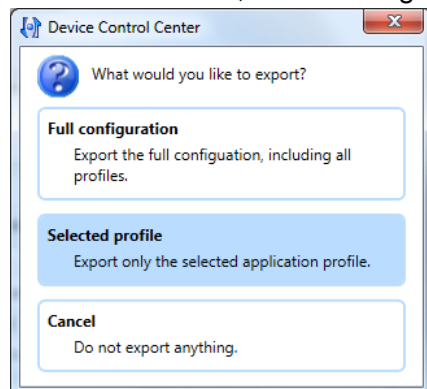 Device Control Center
What would you like to export?
Full configuration
Export the full configuation, including all
profiles.
Selected profile
Export only the selected application profile.
Cancel
Do not export anything.